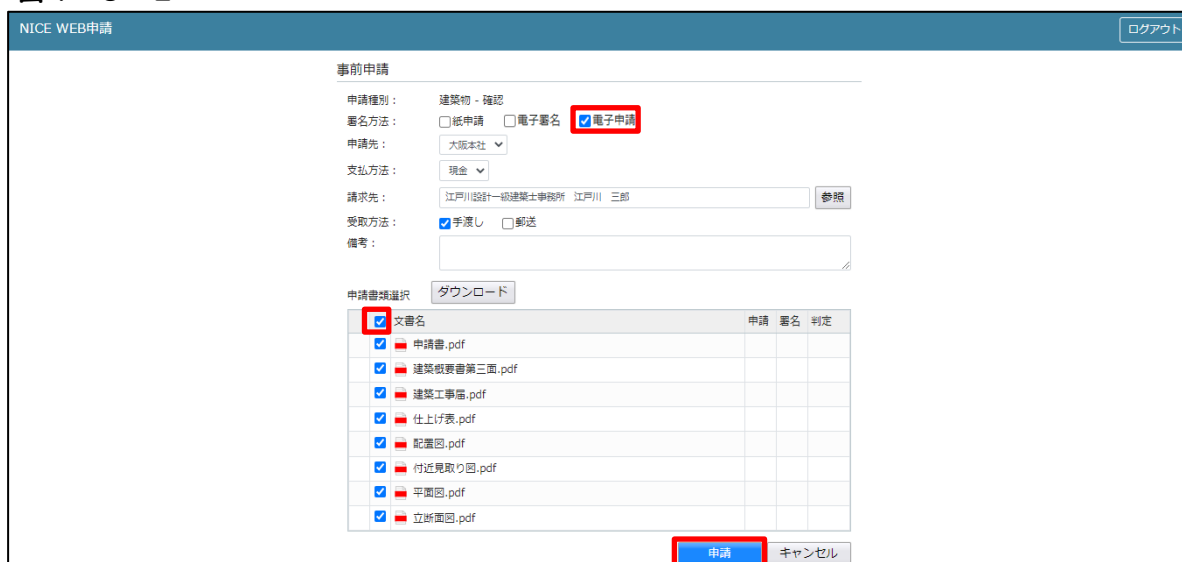 NICE WEB申請 ログアウト
事前申請
申請種別： 建築物 - 確認
署名方法： 紙申請 電子署名 電子申請
申請先： 大阪本社
支払方法： 現金
請求先： 江戸川設計一級建築士事務所 江戸川 三郎 参照
受取方法： 手渡し 郵送
備考：
申請書類選択 ダウンロード
文書名 申請 署名 判定
申請書.pdf
建築概要書第三面.pdf
建築工事届.pdf
仕上げ表.pdf
配置図.pdf
付近見取り図.pdf
平面図.pdf
立断面図.pdf
申請 キャンセル